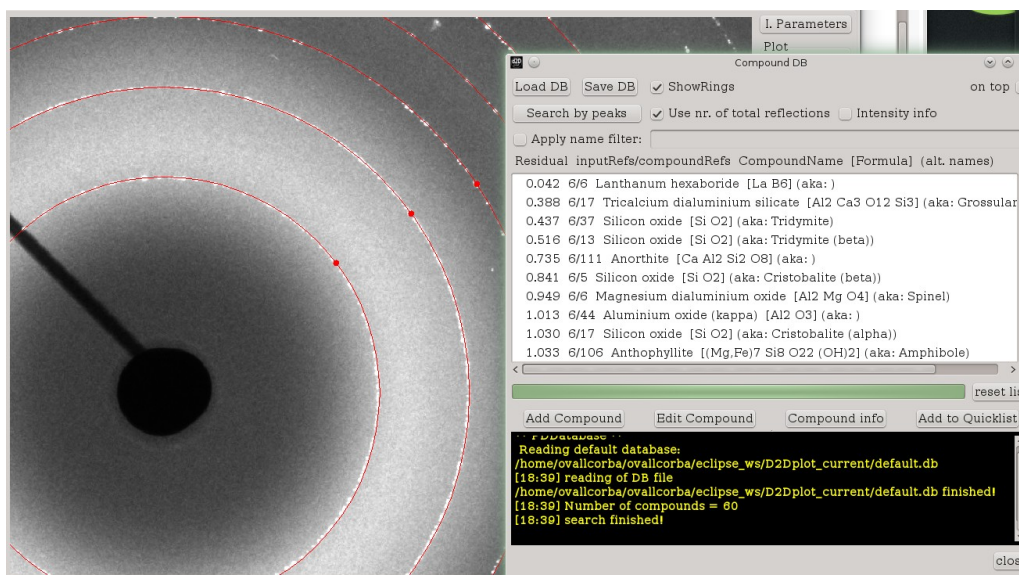 I. Parameters
Plot
d2D
Compound DB
Load DB Save DB ShowRings on top
Search by peaks Use nr. of total reflections Intensity info
Apply name filter:
Residual inputRefs/compoundRefs CompoundName [Formula] (alt. names)
0.042 6/6 Lanthanum hexaboride [La B6] (aka: )
0.388 6/17 Tricalcium dialuminium silicate [Al2 Ca3 O12 Si3] (aka: Grossular
0.437 6/37 Silicon oxide [Si O2] (aka: Tridymite)
0.516 6/13 Silicon oxide [Si O2] (aka: Tridymite (beta))
0.735 6/111 Anorthite [Ca Al2 Si2 O8] (aka: )
0.841 6/5 Silicon oxide [Si O2] (aka: Cristobalite (beta))
0.949 6/6 Magnesium dialuminium oxide [Al2 Mg O4] (aka: Spinel)
1.013 6/44 Aluminium oxide (kappa) [Al2 O3] (aka: )
1.030 6/17 Silicon oxide [Si O2] (aka: Cristobalite (alpha))
1.033 6/106 Anthophyllite [(Mg,Fe)7 Si8 O22 (OH)2] (aka: Amphibole)
reset lis
Add Compound Edit Compound Compound info Add to Quicklist
** PDDatabase **
Reading default database:
/home/ovallcorba/ovallcorba/eclipse_ws/D2Dplot_current/default.db
[18:39] reading of DB file
/home/ovallcorba/ovallcorba/eclipse_ws/D2Dplot_current/default.db finished!
[18:39] Number of compounds = 60
[18:39] search finished!
clos